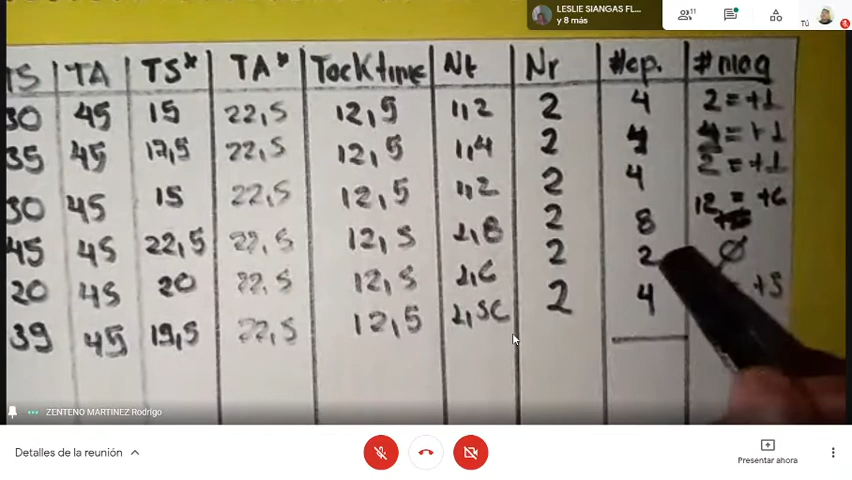 LESLIE SIANGAS FL...
y 8 más
11
Tú
TS TA TS* TA* Tacktime Nt Nr #op. #maq
30 45 15 22,5 12,5 1,2 2 4 2=+1
35 45 17,5 22,5 12,5 1,4 2 4 4=+1
30 45 15 22,5 12,5 1,2 2 4 2=+1
45 45 22,5 22,5 12,5 1,8 2 8 12=+6
20 45 20 22,5 12,5 1,6 2 2 Ø
39 45 19,5 22,5 12,5 1,56 2 4 =+5
ZENTENO MARTINEZ Rodrigo
Detalles de la reunión
Presentar ahora